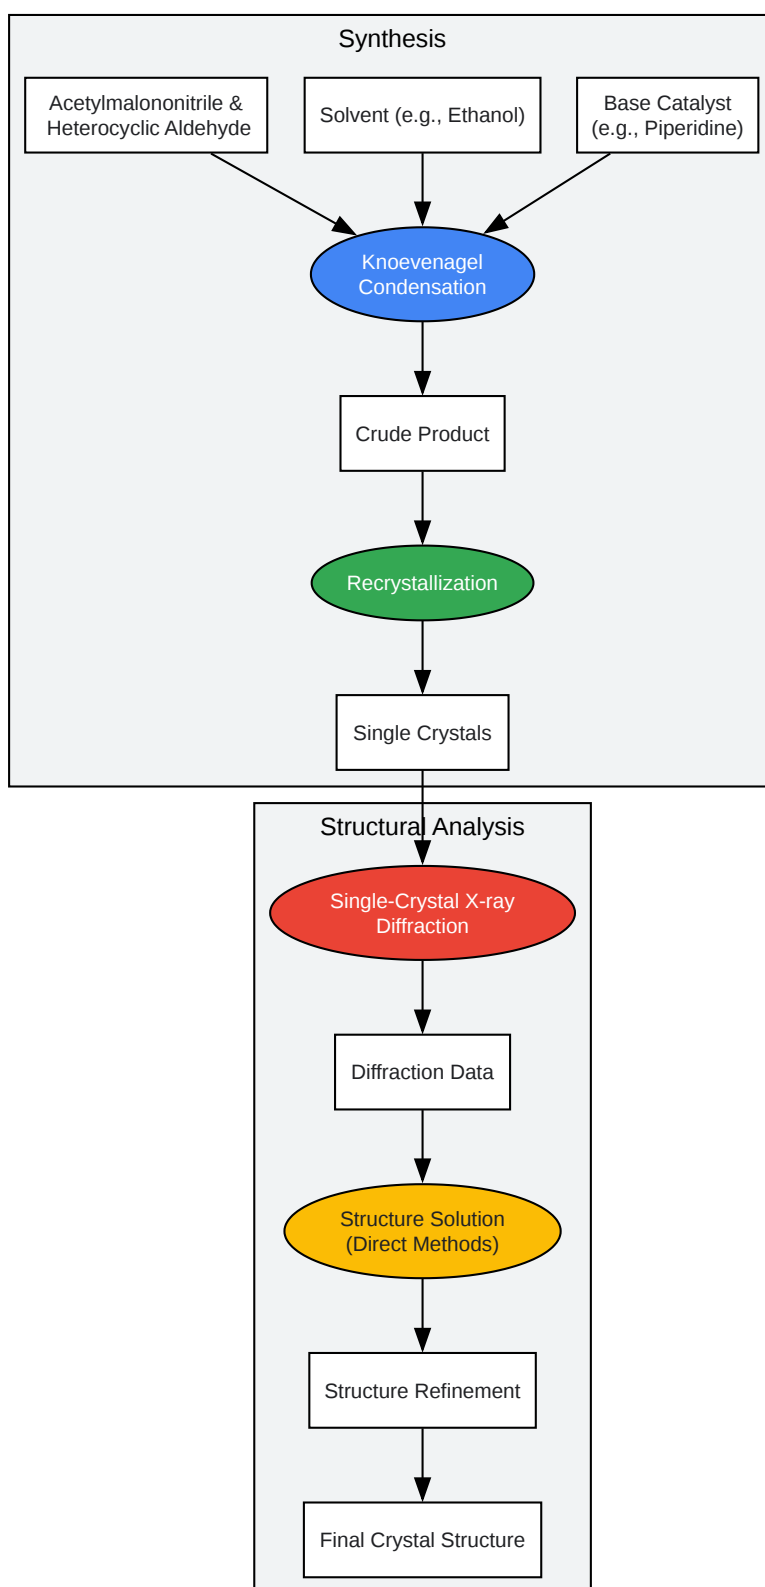 Synthesis
Acetylmalononitrile &
Heterocyclic Aldehyde
Solvent (e.g., Ethanol)
Base Catalyst
(e.g., Piperidine)
Knoevenagel
Condensation
Crude Product
Recrystallization
Single Crystals
Structural Analysis
Single-Crystal X-ray
Diffraction
Diffraction Data
Structure Solution
(Direct Methods)
Structure Refinement
Final Crystal Structure